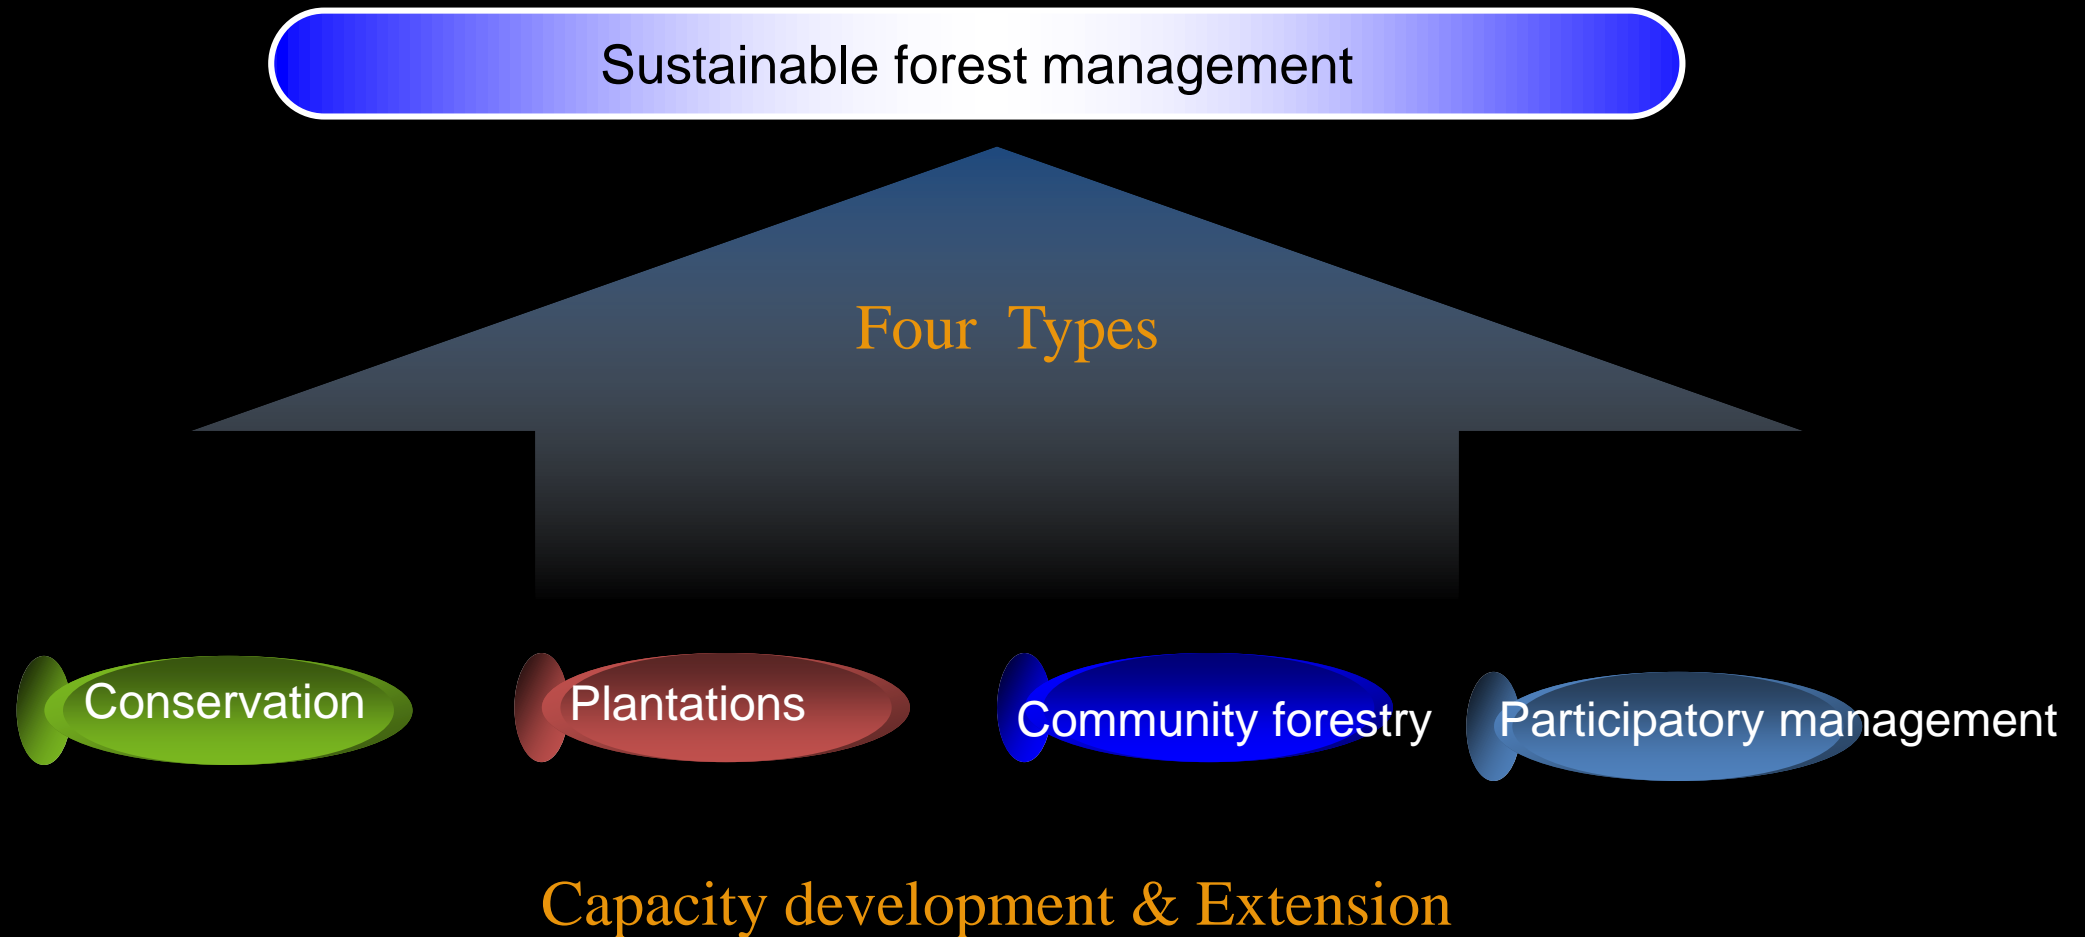 Sustainable forest management
Four Types
Conservation
Plantations
Community forestry
Participatory management
Capacity development & Extension